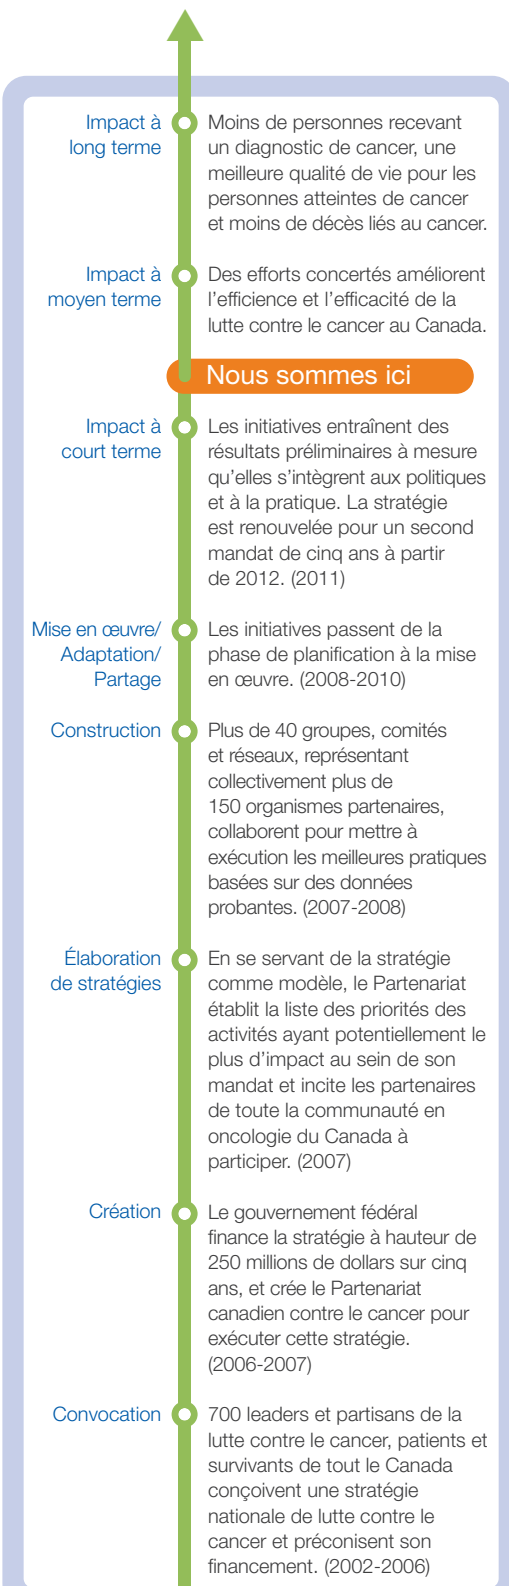 Impact à
long terme
Moins de personnes recevant
un diagnostic de cancer, une
meilleure qualité de vie pour les
personnes atteintes de cancer
et moins de décès liés au cancer.
Impact à
moyen terme
Des efforts concertés améliorent
l'efficience et l'efficacité de la
lutte contre le cancer au Canada.
Nous sommes ici
Impact à
court terme
Les initiatives entraînent des
résultats préliminaires à mesure
qu'elles s'intègrent aux politiques
et à la pratique. La stratégie
est renouvelée pour un second
mandat de cinq ans à partir
de 2012. (2011)
Mise en œuvre/
Adaptation/
Partage
Les initiatives passent de la
phase de planification à la mise
en œuvre. (2008-2010)
Construction
Plus de 40 groupes, comités
et réseaux, représentant
collectivement plus de
150 organismes partenaires,
collaborent pour mettre à
exécution les meilleures pratiques
basées sur des données
probantes. (2007-2008)
Élaboration
de stratégies
En se servant de la stratégie
comme modèle, le Partenariat
établit la liste des priorités des
activités ayant potentiellement le
plus d'impact au sein de son
mandat et incite les partenaires
de toute la communauté en
oncologie du Canada à
participer. (2007)
Création
Le gouvernement fédéral
finance la stratégie à hauteur de
250 millions de dollars sur cinq
ans, et crée le Partenariat
canadien contre le cancer pour
exécuter cette stratégie.
(2006-2007)
Convocation
700 leaders et partisans de la
lutte contre le cancer, patients et
survivants de tout le Canada
conçoivent une stratégie
nationale de lutte contre le
cancer et préconisent son
financement. (2002-2006)